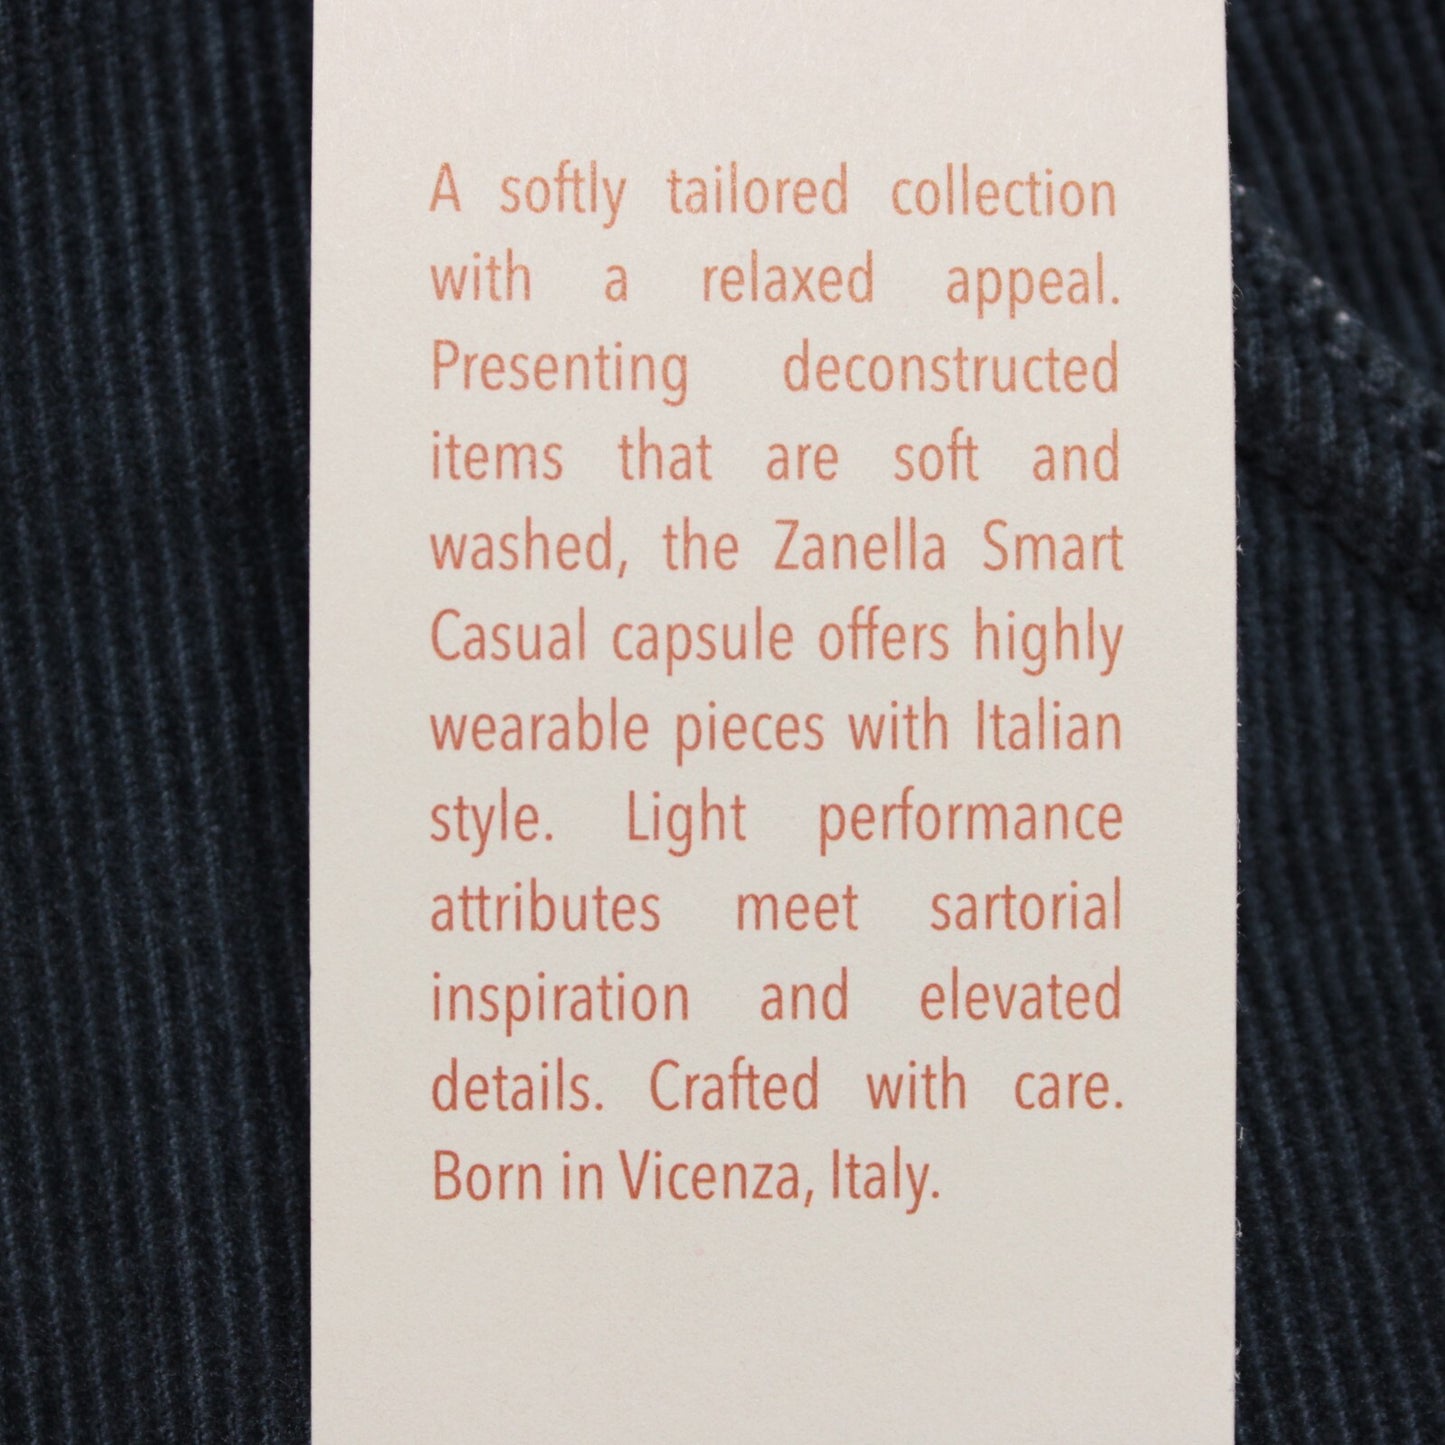 A softly tailored collection
with a relaxed appeal.
Presenting deconstructed
items that are soft and
washed, the Zanella Smart
Casual capsule offers highly
wearable pieces with Italian
style. Light performance
attributes meet sartorial
inspiration and elevated
details. Crafted with care.
Born in Vicenza, Italy.